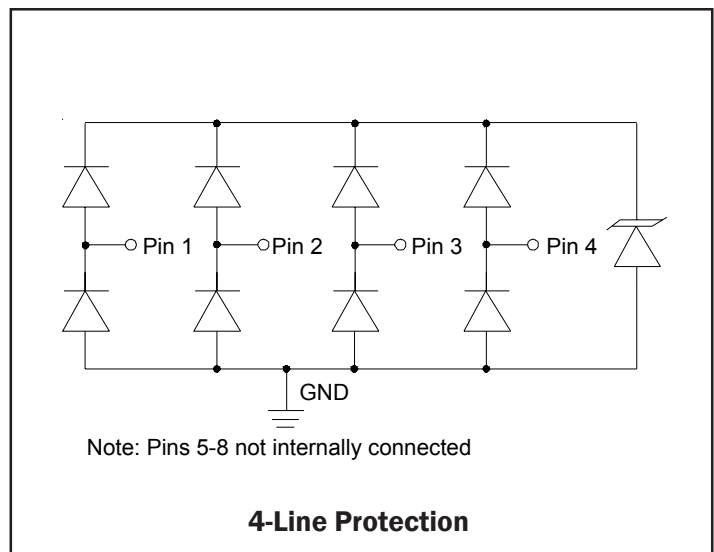 Pin 1 Pin 2 Pin 3 Pin 4
GND
Note: Pins 5-8 not internally connected
4-Line Protection